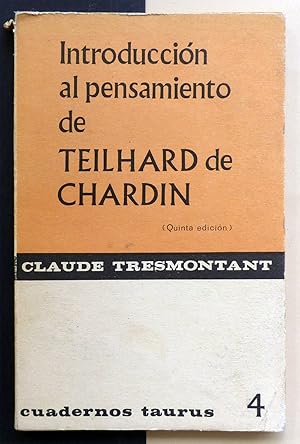 Introducción
al pensamiento
de
TEILHARD de
CHARDIN
(Quinta edición)
CLAUDE TRESMONTANT
cuadernos taurus 4